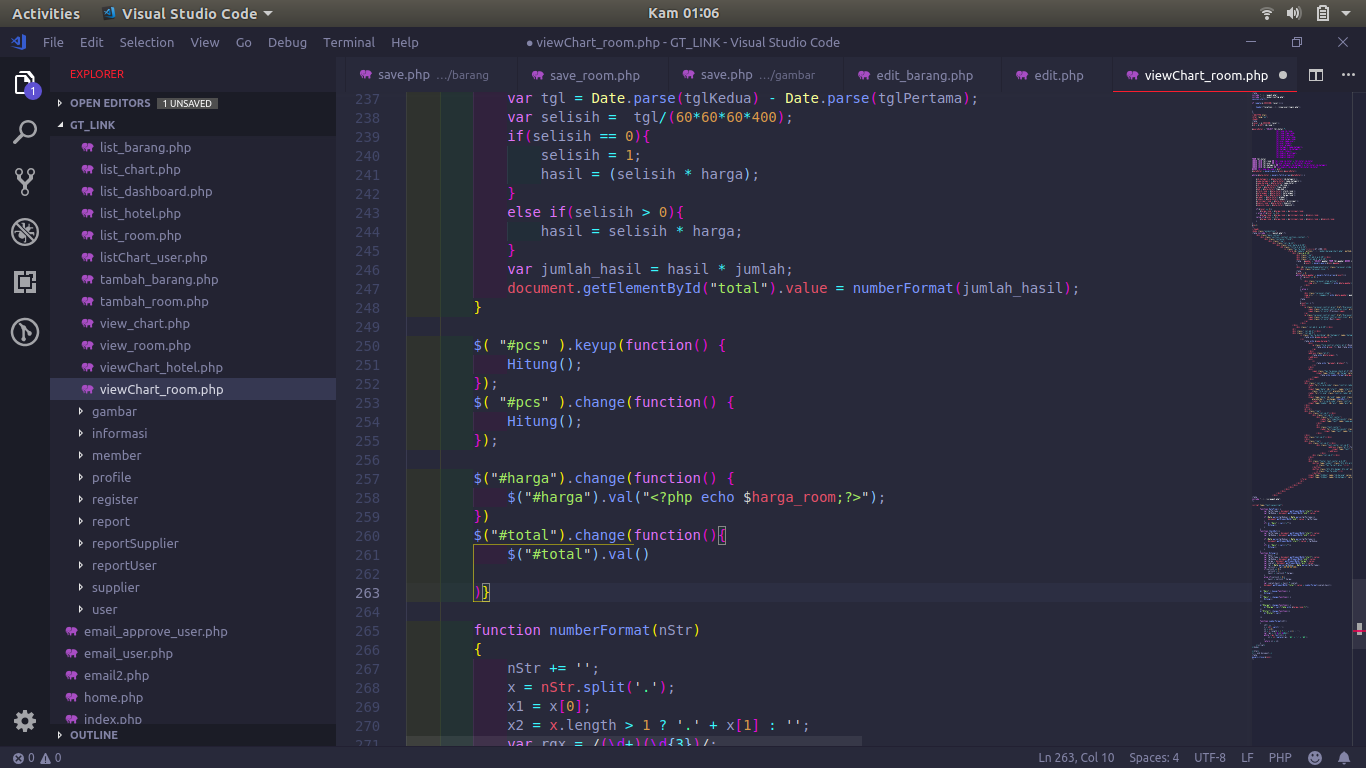 Activities Visual Studio Code Kam 01:06
File Edit Selection View Go Debug Terminal Help ● viewChart_room.php - GT_LINK - Visual Studio Code
EXPLORER
OPEN EDITORS 1 UNSAVED
GT_LINK
list_barang.php
list_chart.php
list_dashboard.php
list_hotel.php
list_room.php
listChart_user.php
tambah_barang.php
tambah_room.php
view_chart.php
view_room.php
viewChart_hotel.php
viewChart_room.php
gambar
informasi
member
profile
register
report
reportSupplier
reportUser
supplier
user
email_approve_user.php
email_user.php
email2.php
home.php
index.php
OUTLINE
1
save.php .../barang save_room.php save.php .../gambar edit_barang.php edit.php viewChart_room.php
237 var tgl = Date.parse(tglKedua) - Date.parse(tglPertama);
238 var selisih =  tgl/(60*60*60*400);
239 if(selisih == 0){
240 selisih = 1;
241 hasil = (selisih * harga);
242 }
243 else if(selisih > 0){
244 hasil = selisih * harga;
245 }
246 var jumlah_hasil = hasil * jumlah;
247 document.getElementById("total").value = numberFormat(jumlah_hasil);
248 }
249
250 $( "#pcs" ).keyup(function() {
251 Hitung();
252 });
253 $( "#pcs" ).change(function() {
254 Hitung();
255 });
256
257 $("#harga").change(function() {
258 $("#harga").val("<?php echo $harga_room;?>");
259 })
260 $("#total").change(function(){
261 $("#total").val()
262
263 )}
264
265 function numberFormat(nStr)
266 {
267 nStr += '';
268 x = nStr.split('.');
269 x1 = x[0];
270 x2 = x.length > 1 ? '.' + x[1] : '';
271 var rgx = /(\d+)(\d{3})/;
0 0 Ln 263, Col 10 Spaces: 4 UTF-8 LF PHP